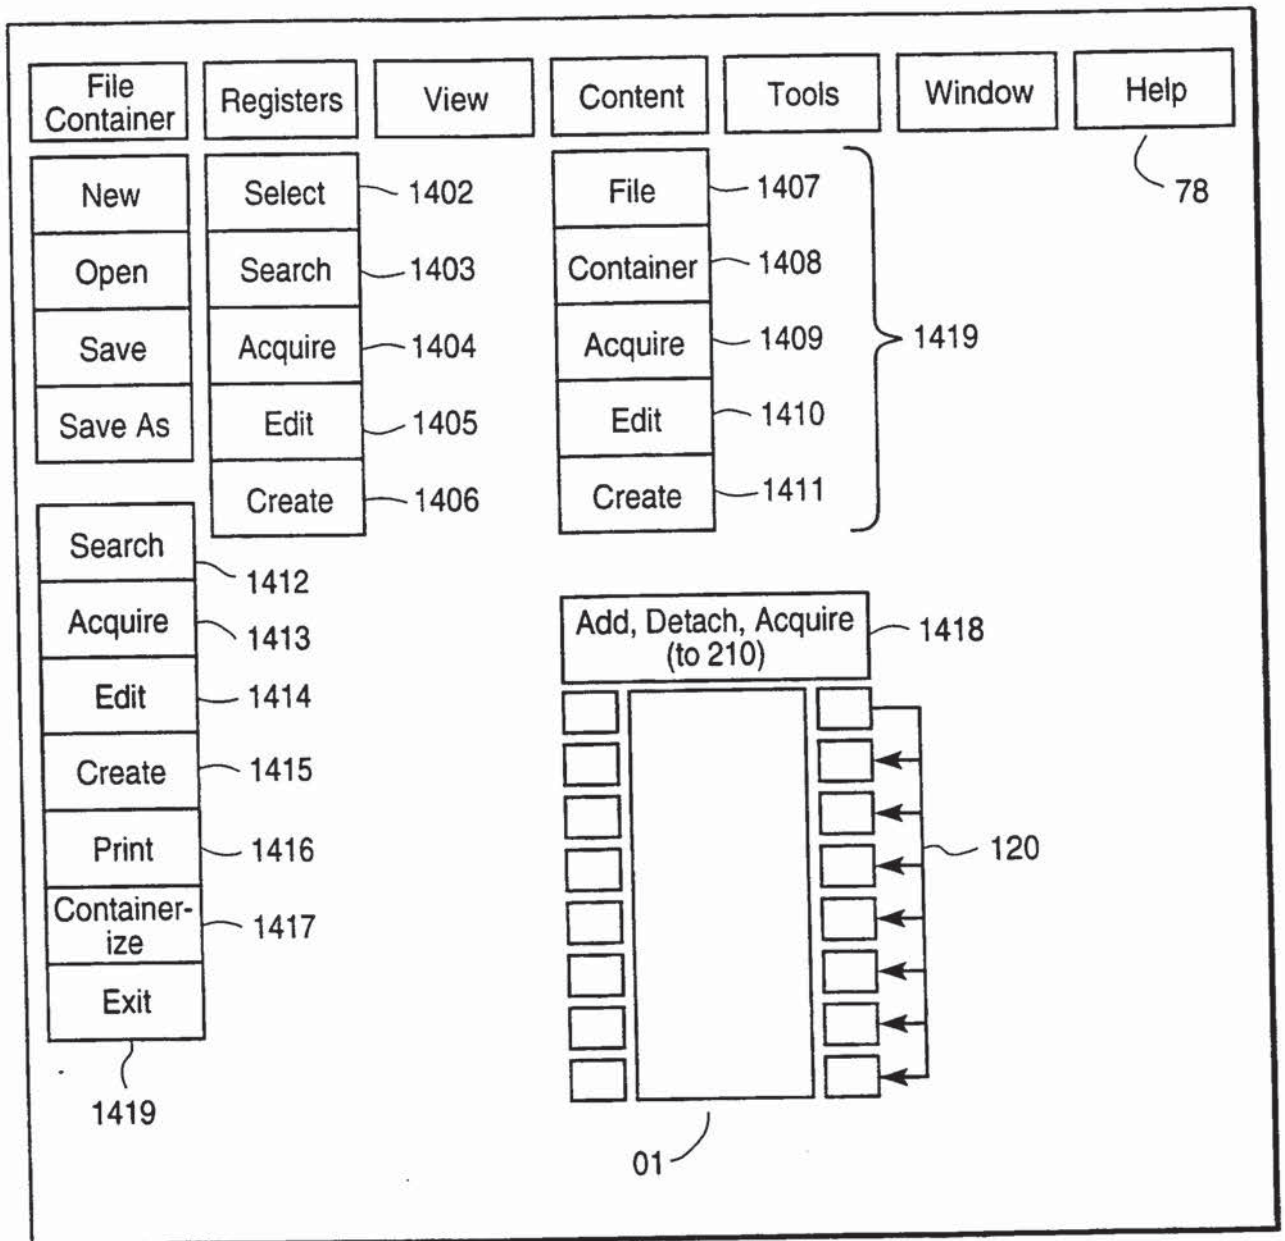 File
Container
Registers
View
Content
Tools
Window
Help
78
New
Open
Save
Save As
Select
1402
Search
1403
Acquire
1404
Edit
1405
Create
1406
File
1407
Container
1408
Acquire
1409
Edit
1410
Create
1411
1419
Search
1412
Acquire
1413
Edit
1414
Create
1415
Print
1416
Container-
ize
1417
Exit
1419
Add, Detach, Acquire
(to 210)
1418
120
01